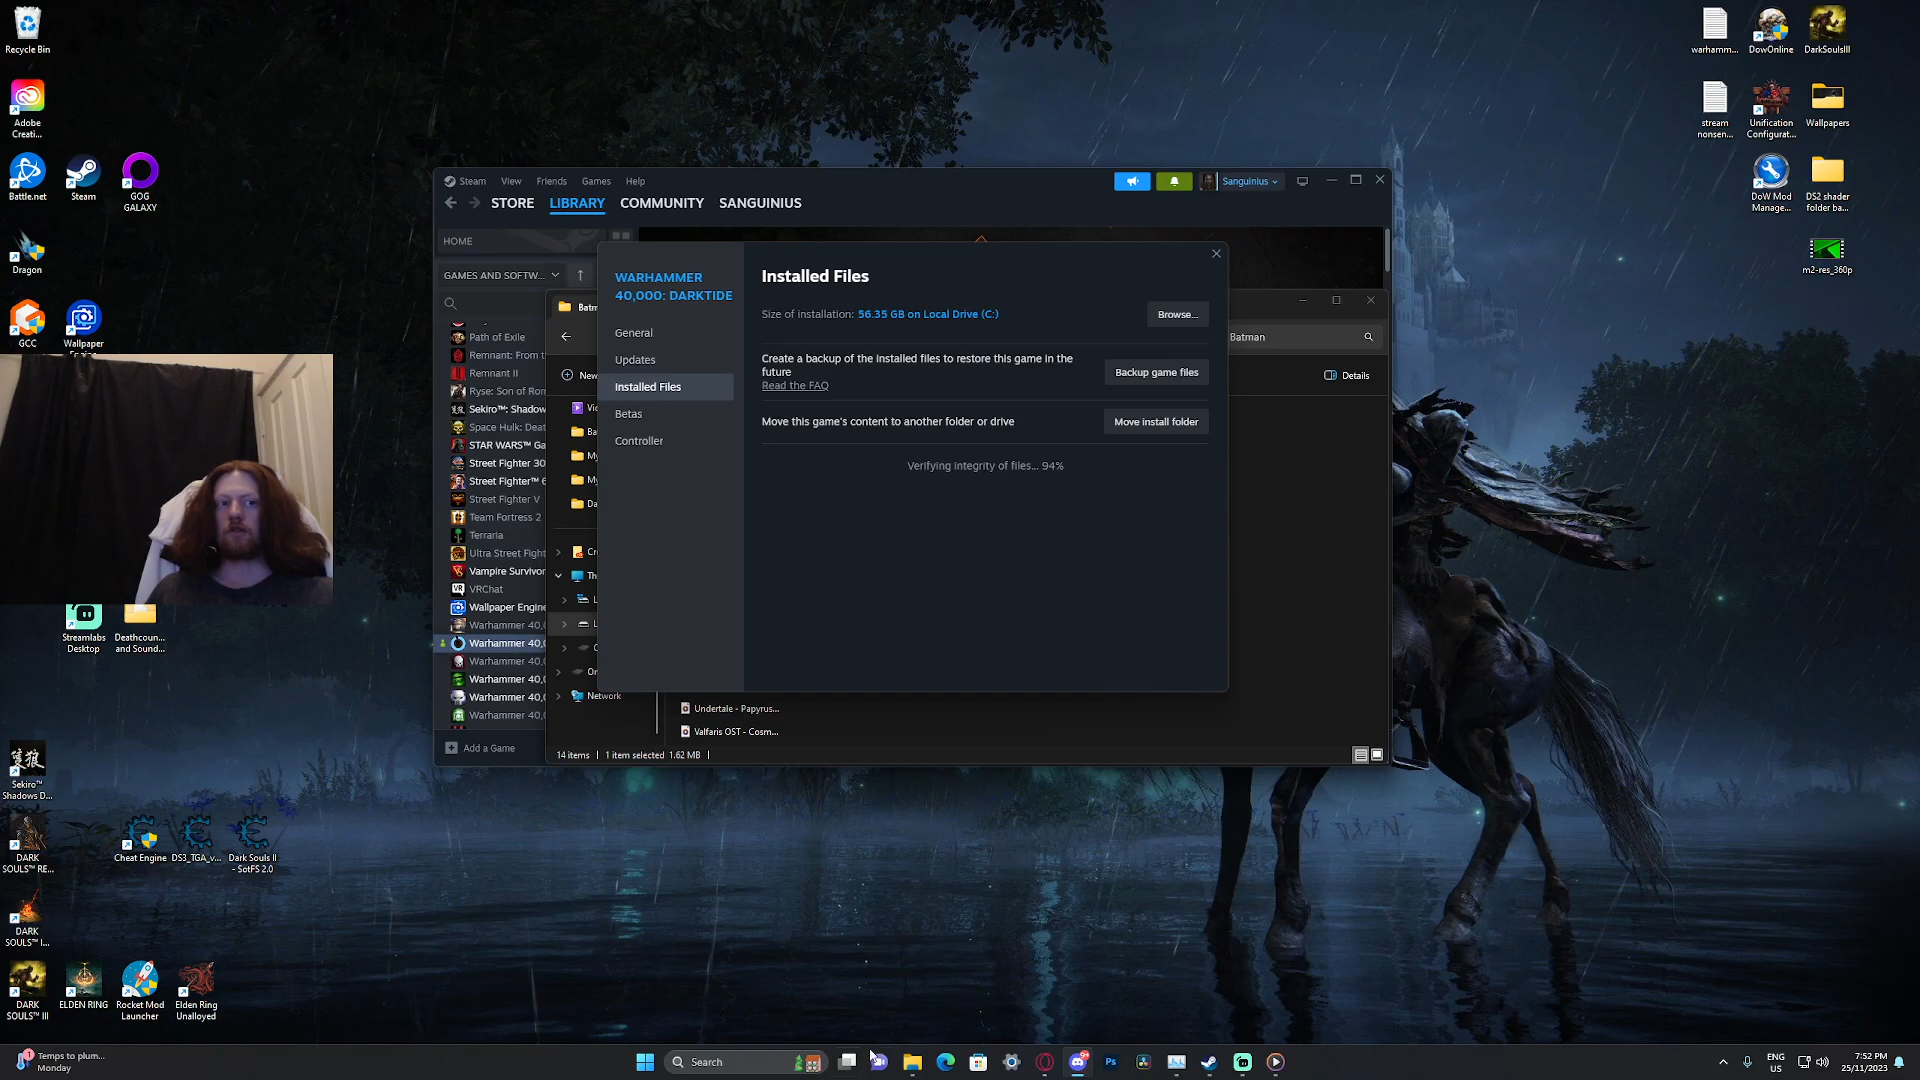 Recycle Bin
Adobe
Creati...
Battle.net
Steam
GOG
GALAXY
Dragon
GCC
Wallpaper
Streamlabs
Desktop
Deathcoun...
and Sound...
Sekiro™
Shadows D...
DARK
SOULS™ RE...
Cheat Engine
DS3_TGA_v...
Dark Souls II
- SotFS 2.0
DARK
SOULS™ I...
DARK
SOULS™ III
ELDEN RING
Rocket Mod
Launcher
Elden Ring
Unalloyed
warhamm...
DowOnline
DarkSoulsIII
stream
nonsen...
Unification
Configurat...
Wallpapers
DoW Mod
Manage...
DS2 shader
folder ba...
m2-res_360p
Steam View Friends Games Help
Sanguinius
STORE LIBRARY COMMUNITY SANGUINIUS
HOME
GAMES AND SOFTW...
Path of Exile
Remnant: From t
Remnant II
Ryse: Son of Rom
Sekiro™: Shadow
Space Hulk: Deat
STAR WARS™ Ga
Street Fighter 30
Street Fighter™ 6
Street Fighter V
Team Fortress 2
Terraria
Ultra Street Fight
Vampire Survivor
VRChat
Wallpaper Engine
Warhammer 40,0
Warhammer 40,0
Warhammer 40,0
Warhammer 40,0
Warhammer 40,0
Warhammer 40,0
Add a Game
Batm
New
Vi
Ba
My
My
Da
Cr
Th
L
L
On
Network
Batman
Details
Undertale - Papyrus...
Valfaris OST - Cosm...
14 items 1 item selected 1.62 MB
WARHAMMER
40,000: DARKTIDE
General
Updates
Installed Files
Betas
Controller
Installed Files
Size of installation: 56.35 GB on Local Drive (C:)
Browse...
Create a backup of the installed files to restore this game in the
future
Read the FAQ
Backup game files
Move this game's content to another folder or drive
Move install folder
Verifying integrity of files... 94%
Temps to plum...
Monday
Search
Ps
ENG
US
7:52 PM
25/11/2023